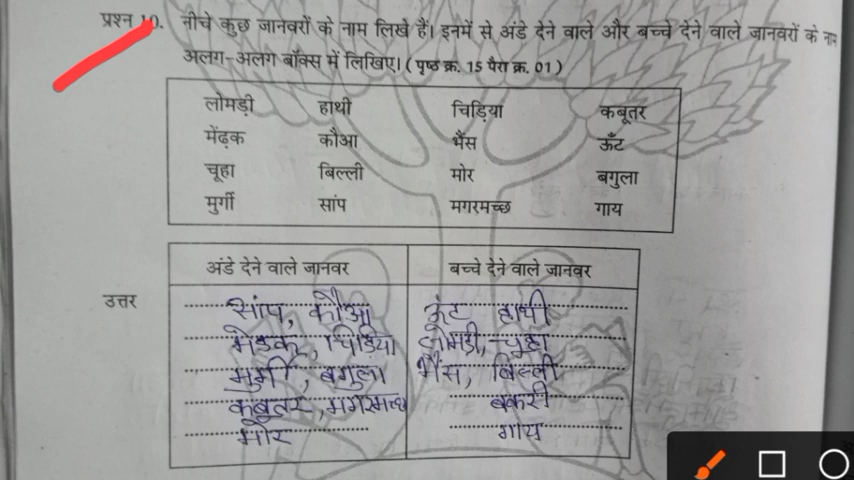 प्रश्न 10. नीचे कुछ जानवरों के नाम लिखे हैं। इनमें से अंडे देने वाले और बच्चे देने वाले जानवरों के नाम
अलग-अलग बॉक्स में लिखिए। ( पृष्ठ क्र. 15 पैरा क्र. 01 )
लोमड़ी हाथी चिड़िया कबूतर
मेंढ़क कौआ भैंस ऊँट
चूहा बिल्ली मोर बगुला
मुर्गी सांप मगरमच्छ गाय
अंडे देने वाले जानवर बच्चे देने वाले जानवर
उत्तर
सांप, कौआ ऊंट हाथी
मेडक, चिड़िया लोमड़ी, चूहा
मुर्गी, बगुला भैंस, बिल्ली
कबूतर, मगरमच्छ बकरी
मोर गाय